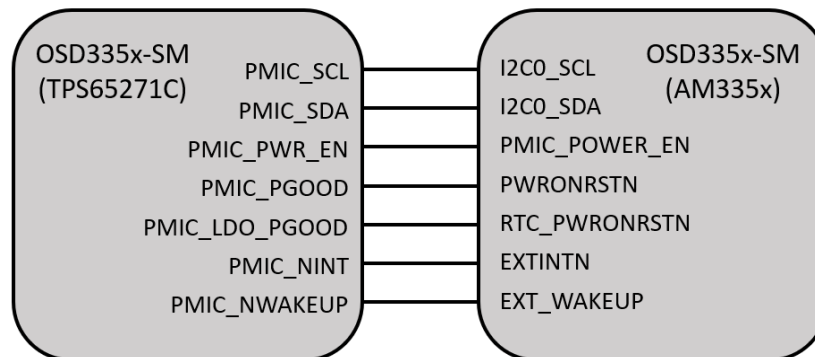 OSD335x-SM
(TPS65271C)
PMIC_SCL
PMIC_SDA
PMIC_PWR_EN
PMIC_PGOOD
PMIC_LDO_PGOOD
PMIC_NINT
PMIC_NWAKEUP
OSD335x-SM
(AM335x)
I2C0_SCL
I2C0_SDA
PMIC_POWER_EN
PWRONRSTN
RTC_PWRONRSTN
EXTINTN
EXT_WAKEUP